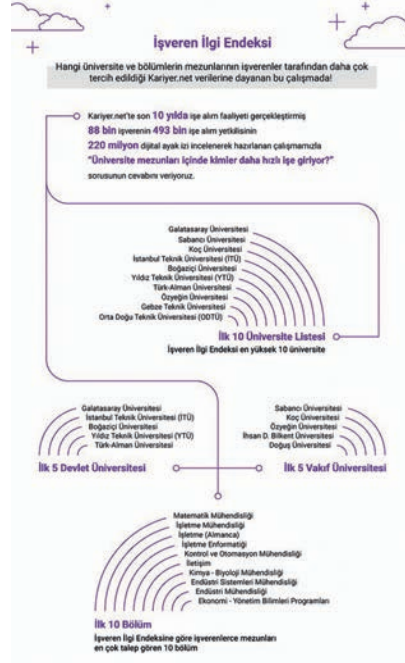 İşveren İlgi Endeksi
Hangi üniversite ve bölümlerin mezunlarının işverenler tarafından daha çok
tercih edildiği Kariyer.net verilerine dayanan bu çalışmada!
Kariyer.net'te son 10 yılda işe alım faaliyeti gerçekleştirmiş
88 bin işverenin 493 bin işe alım yetkilisinin
220 milyon dijital ayak izi incelenerek hazırlanan çalışmamızla
"Üniversite mezunları içinde kimler daha hızlı işe giriyor?"
sorusunun cevabını veriyoruz.
Galatasaray Üniversitesi
Sabancı Üniversitesi
Koç Üniversitesi
İstanbul Teknik Üniversitesi (İTÜ)
Boğaziçi Üniversitesi
Yıldız Teknik Üniversitesi (YTÜ)
Türk-Alman Üniversitesi
Özyeğin Üniversitesi
Gebze Teknik Üniversitesi
Orta Doğu Teknik Üniversitesi (ODTÜ)
İlk 10 Üniversite Listesi
İşveren İlgi Endeksi en yüksek 10 üniversite
Galatasaray Üniversitesi
İstanbul Teknik Üniversitesi (İTÜ)
Boğaziçi Üniversitesi
Yıldız Teknik Üniversitesi (YTÜ)
Türk-Alman Üniversitesi
İlk 5 Devlet Üniversitesi
Sabancı Üniversitesi
Koç Üniversitesi
Özyeğin Üniversitesi
İhsan D. Bilkent Üniversitesi
Doğuş Üniversitesi
İlk 5 Vakıf Üniversitesi
Matematik Mühendisliği
İşletme Mühendisliği
İşletme (Almanca)
İşletme Enformatiği
Kontrol ve Otomasyon Mühendisliği
İletişim
Kimya - Biyoloji Mühendisliği
Endüstri Sistemleri Mühendisliği
Endüstri Mühendisliği
Ekonomi - Yönetim Bilimleri Programları
İlk 10 Bölüm
İşveren İlgi Endeksine göre işverenlerce mezunları
en çok talep gören 10 bölüm